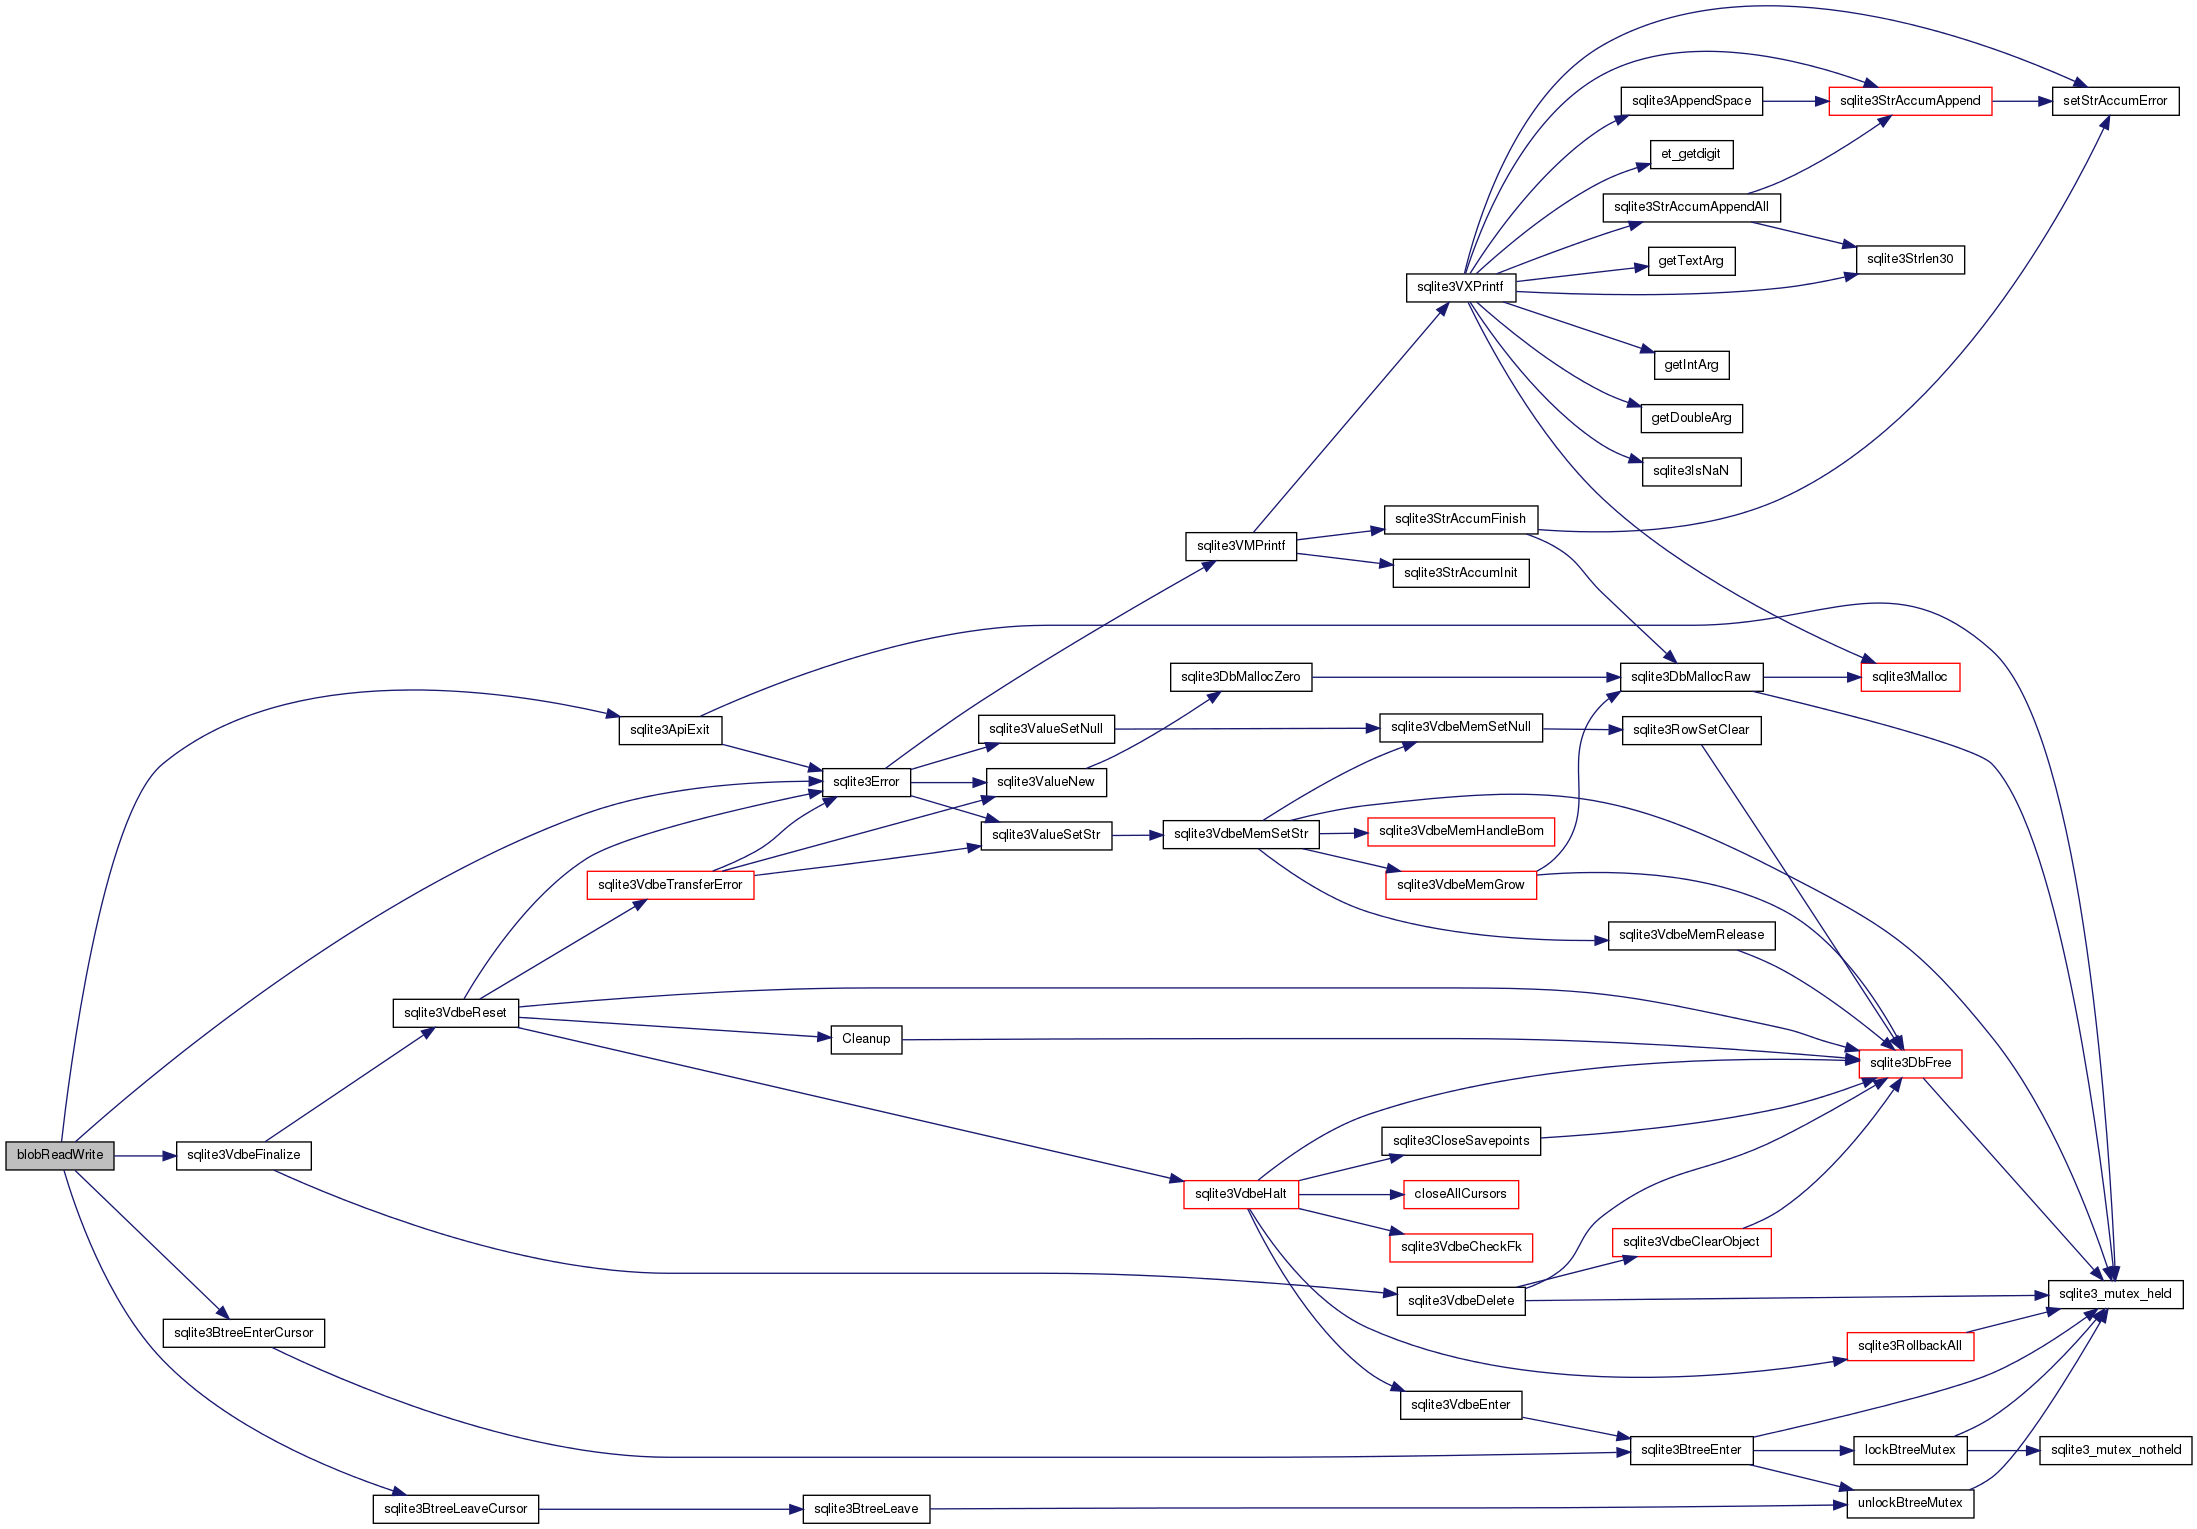 sqlite3AppendSpace
sqlite3StrAccumAppend
setStrAccumError
et_getdigit
sqlite3StrAccumAppendAll
getTextArg
sqlite3Strlen30
sqlite3VXPrintf
getIntArg
getDoubleArg
sqlite3IsNaN
sqlite3StrAccumFinish
sqlite3VMPrintf
sqlite3StrAccumInit
sqlite3DbMallocZero
sqlite3DbMallocRaw
sqlite3Malloc
sqlite3ApiExit
sqlite3ValueSetNull
sqlite3VdbeMemSetNull
sqlite3RowSetClear
sqlite3Error
sqlite3ValueNew
sqlite3ValueSetStr
sqlite3VdbeMemSetStr
sqlite3VdbeMemHandleBom
sqlite3VdbeTransferError
sqlite3VdbeMemGrow
sqlite3VdbeMemRelease
sqlite3VdbeReset
Cleanup
sqlite3DbFree
blobReadWrite
sqlite3VdbeFinalize
sqlite3CloseSavepoints
sqlite3VdbeHalt
closeAllCursors
sqlite3VdbeCheckFk
sqlite3VdbeClearObject
sqlite3VdbeDelete
sqlite3_mutex_held
sqlite3BtreeEnterCursor
sqlite3RollbackAll
sqlite3VdbeEnter
sqlite3BtreeEnter
lockBtreeMutex
sqlite3_mutex_notheld
sqlite3BtreeLeaveCursor
sqlite3BtreeLeave
unlockBtreeMutex